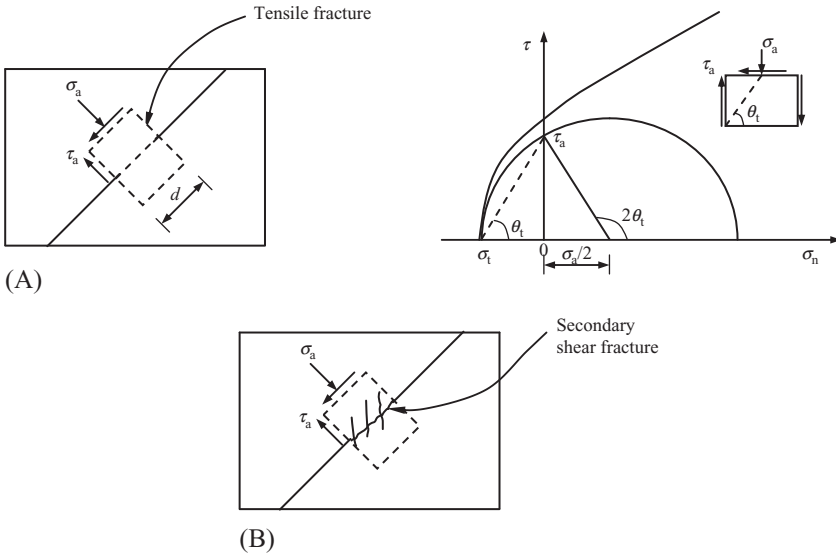 Tensile fracture
σₐ
τₐ
d
(A)
τ
τₐ
θₜ
2θₜ
σₜ
0
σₐ/2
σₙ
σₐ
τₐ
θₜ
Secondary
shear fracture
σₐ
τₐ
(B)